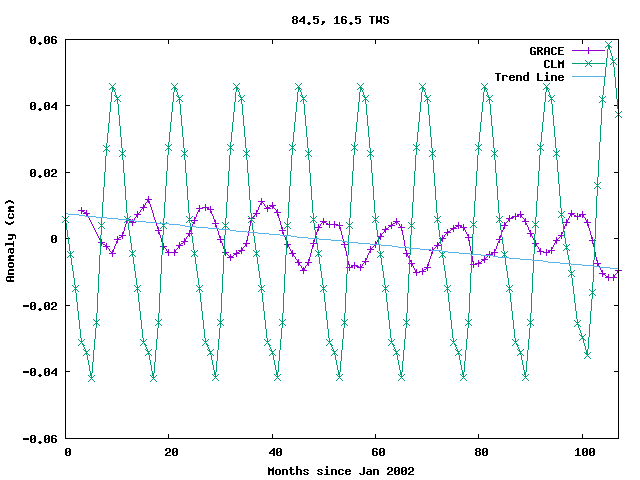 84.5, 16.5 TWS
GRACE
CLM
Trend Line
0.06
0.04
0.02
0
-0.02
-0.04
-0.06
Anomaly (cm)
0 20 40 60 80 100
Months since Jan 2002